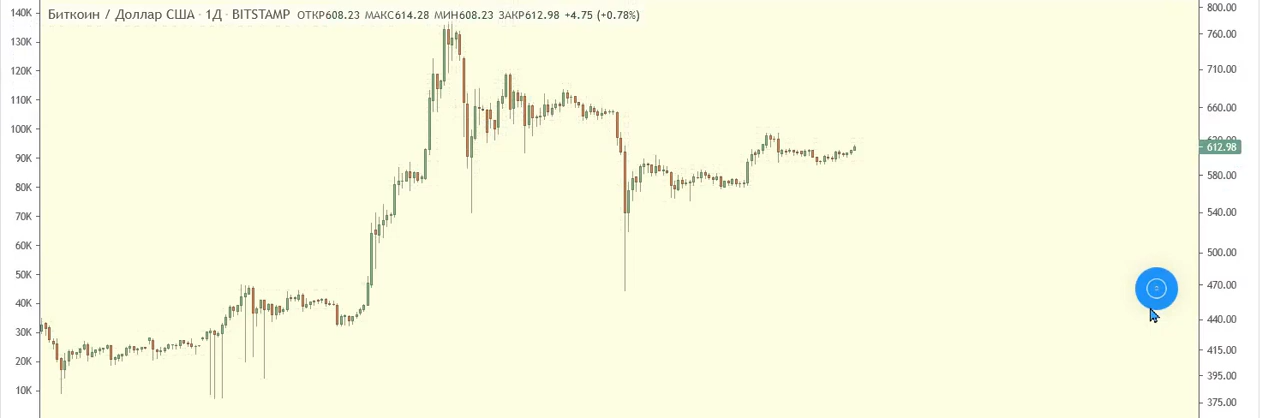 Биткоин / Доллар США · 1Д · BITSTAMP ОТКР608.23 МАКС614.28 МИН608.23 ЗАКР612.98 +4.75 (+0.78%)
140K
130K
120K
110K
100K
90K
80K
70K
60K
50K
40K
30K
20K
10K
800.00
760.00
710.00
660.00
612.98
580.00
540.00
500.00
470.00
440.00
415.00
395.00
375.00